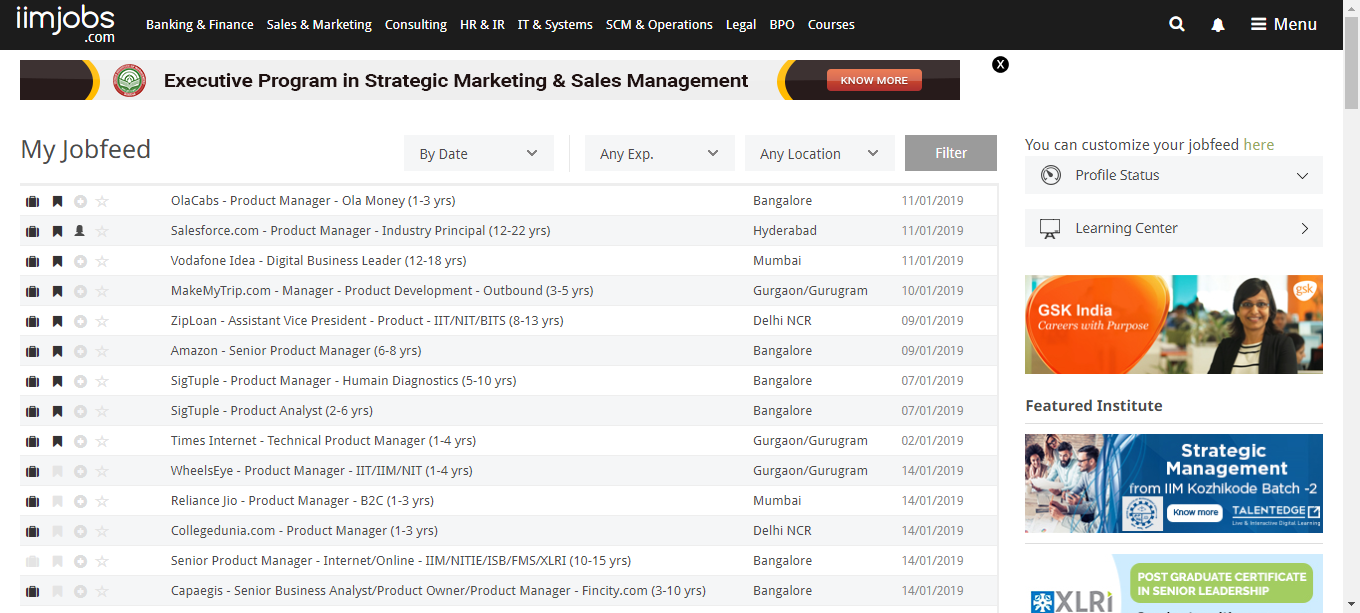 iimjobs
.com
Banking & Finance Sales & Marketing Consulting HR & IR IT & Systems SCM & Operations Legal BPO Courses
Menu
Executive Program in Strategic Marketing & Sales Management
KNOW MORE
X
My Jobfeed
By Date
Any Exp.
Any Location
Filter
OlaCabs - Product Manager - Ola Money (1-3 yrs) Bangalore 11/01/2019
Salesforce.com - Product Manager - Industry Principal (12-22 yrs) Hyderabad 11/01/2019
Vodafone Idea - Digital Business Leader (12-18 yrs) Mumbai 11/01/2019
MakeMyTrip.com - Manager - Product Development - Outbound (3-5 yrs) Gurgaon/Gurugram 10/01/2019
ZipLoan - Assistant Vice President - Product - IIT/NIT/BITS (8-13 yrs) Delhi NCR 09/01/2019
Amazon - Senior Product Manager (6-8 yrs) Bangalore 09/01/2019
SigTuple - Product Manager - Humain Diagnostics (5-10 yrs) Bangalore 07/01/2019
SigTuple - Product Analyst (2-6 yrs) Bangalore 07/01/2019
Times Internet - Technical Product Manager (1-4 yrs) Gurgaon/Gurugram 02/01/2019
WheelsEye - Product Manager - IIT/IIM/NIT (1-4 yrs) Gurgaon/Gurugram 14/01/2019
Reliance Jio - Product Manager - B2C (1-3 yrs) Mumbai 14/01/2019
Collegedunia.com - Product Manager (1-3 yrs) Delhi NCR 14/01/2019
Senior Product Manager - Internet/Online - IIM/NITIE/ISB/FMS/XLRI (10-15 yrs) Bangalore 14/01/2019
Capaegis - Senior Business Analyst/Product Owner/Product Manager - Fincity.com (3-10 yrs) Bangalore 14/01/2019
You can customize your jobfeed here
Profile Status
Learning Center
GSK India
Careers with Purpose
gsk
Featured Institute
Strategic
Management
from IIM Kozhikode Batch -2
Know more
TALENTEDGE
Live & Interactive Digital Learning
XLRI
POST GRADUATE CERTIFICATE
IN SENIOR LEADERSHIP